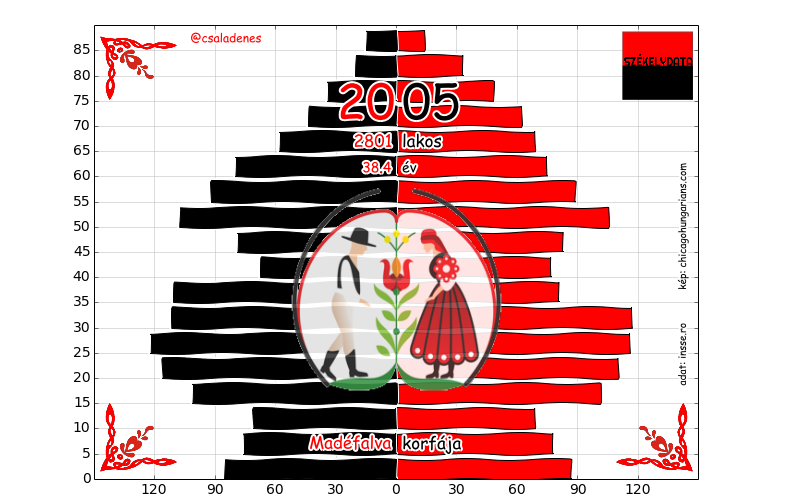 @csaladenes
SZÉKELYDATA
2005
2801 lakos
38.4 év
kép: chicagohungarians.com
adat: insse.ro
Madéfalva korfája
85
80
75
70
65
60
55
50
45
40
35
30
25
20
15
10
5
0
120 90 60 30 0 30 60 90 120